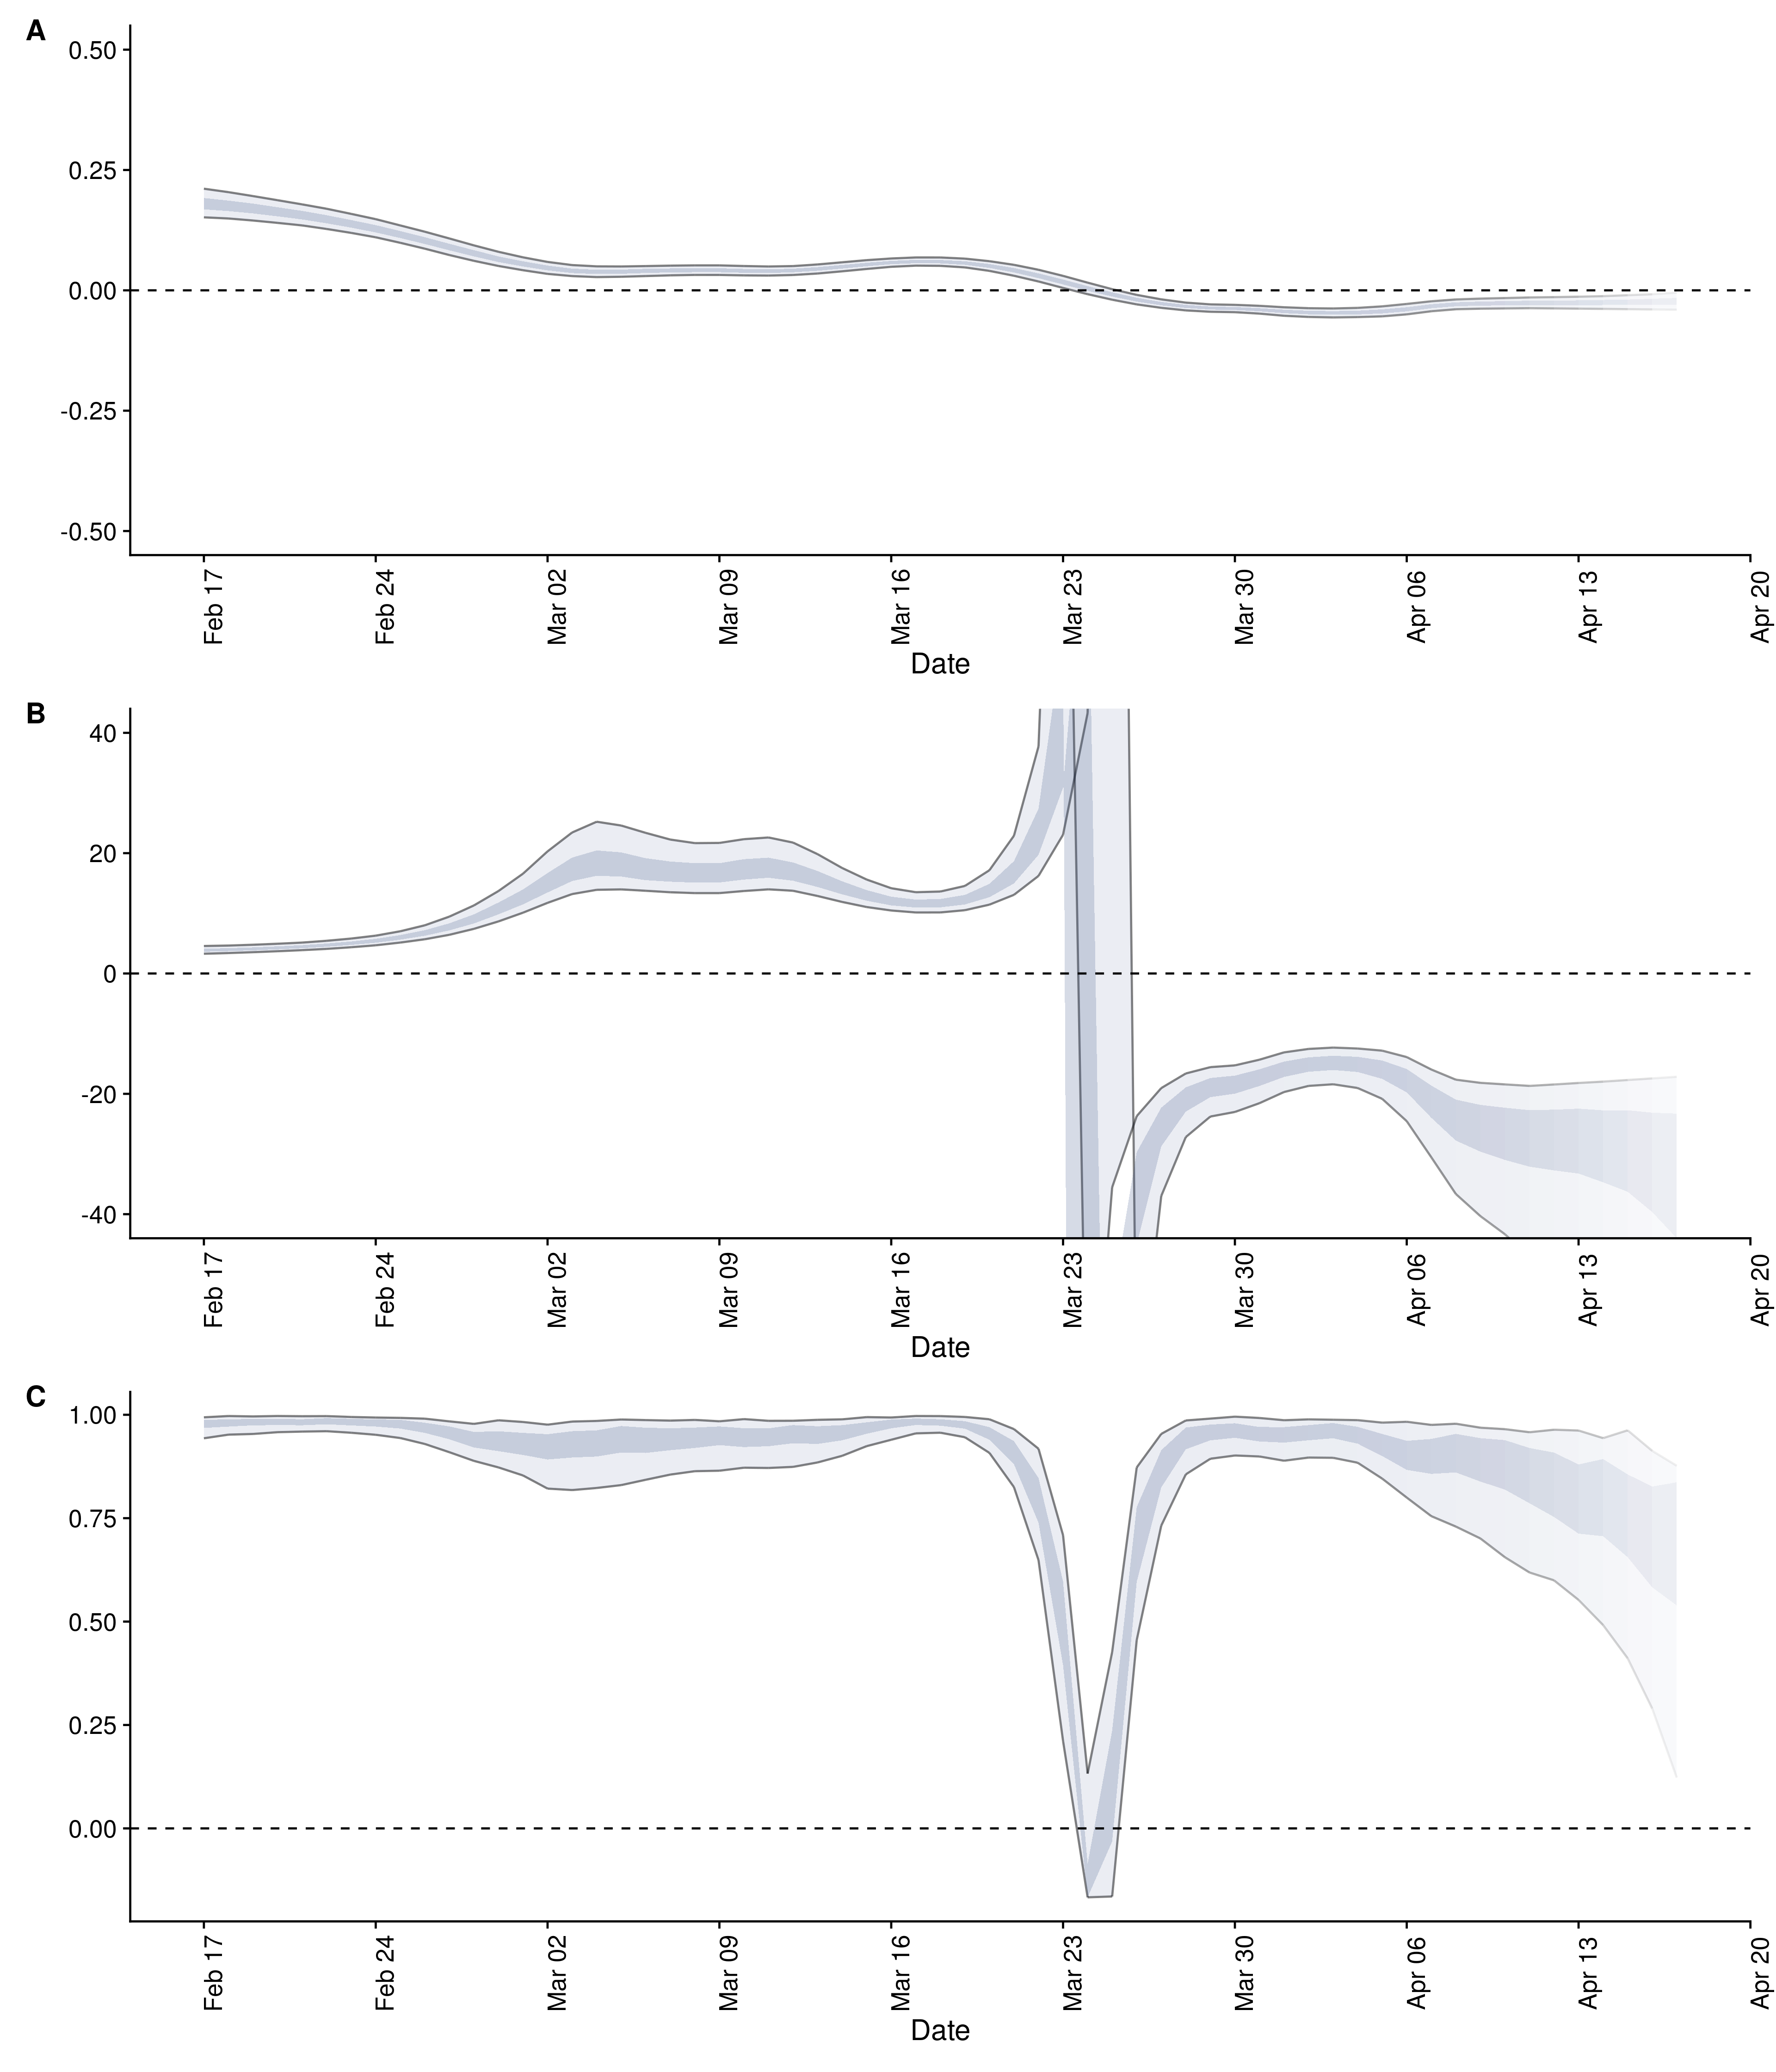 A
0.50
0.25
0.00
-0.25
-0.50
Feb 17
Feb 24
Mar 02
Mar 09
Mar 16
Mar 23
Mar 30
Apr 06
Apr 13
Apr 20
Date
B
40
20
0
-20
-40
Feb 17
Feb 24
Mar 02
Mar 09
Mar 16
Mar 23
Mar 30
Apr 06
Apr 13
Apr 20
Date
C
1.00
0.75
0.50
0.25
0.00
Feb 17
Feb 24
Mar 02
Mar 09
Mar 16
Mar 23
Mar 30
Apr 06
Apr 13
Apr 20
Date